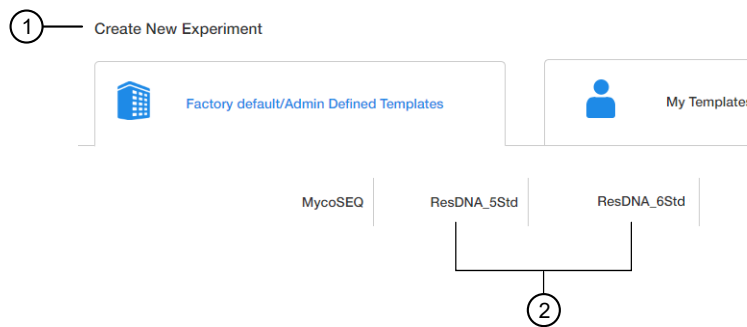 1
Create New Experiment
Factory default/Admin Defined Templates
My Templates
MycoSEQ
ResDNA_5Std
ResDNA_6Std
2